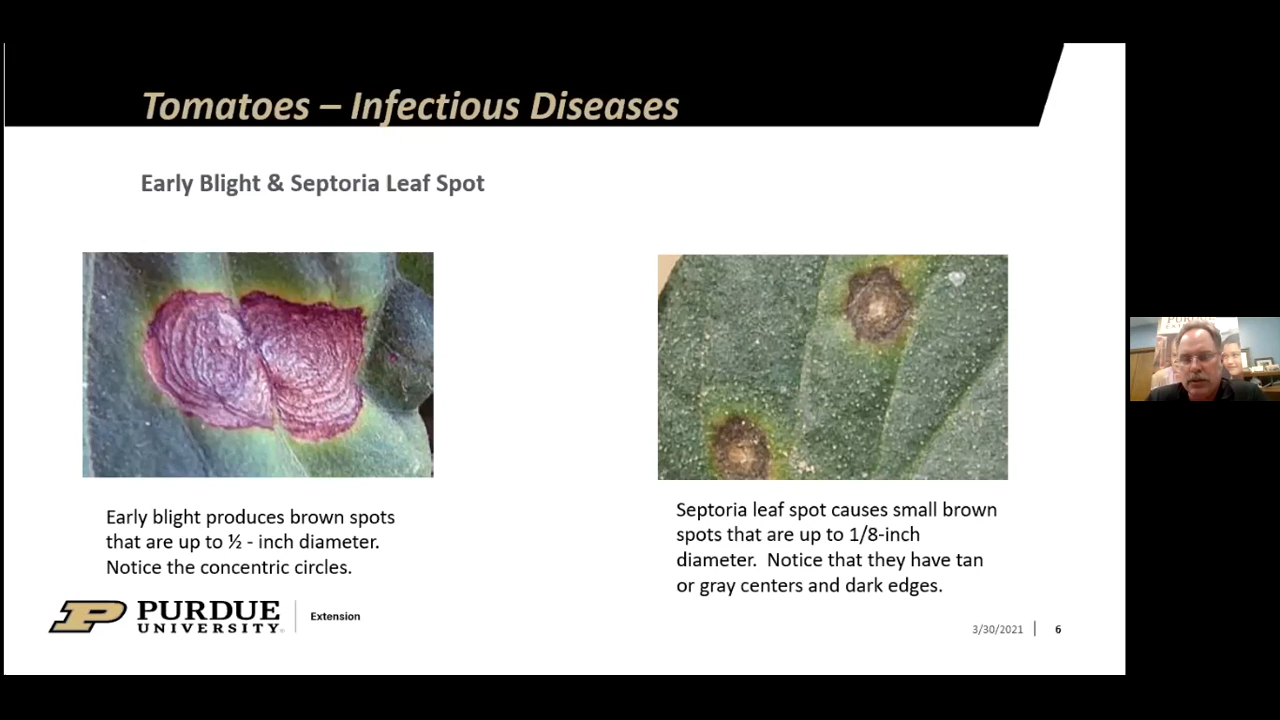 Tomatoes – Infectious Diseases
Early Blight & Septoria Leaf Spot
Early blight produces brown spots
that are up to ½ - inch diameter.
Notice the concentric circles.
Septoria leaf spot causes small brown
spots that are up to 1/8-inch
diameter.  Notice that they have tan
or gray centers and dark edges.
PURDUE
UNIVERSITY
Extension
3/30/2021
6
PURDUE